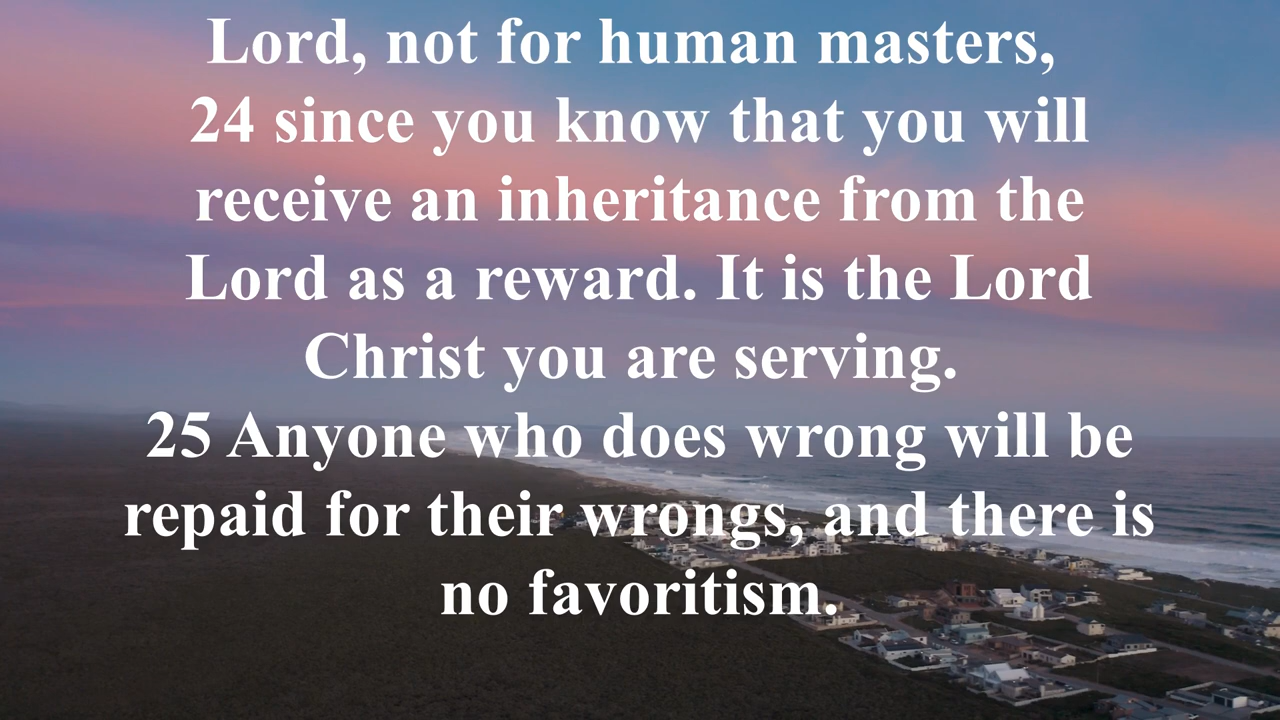 Lord, not for human masters,
24 since you know that you will
receive an inheritance from the
Lord as a reward. It is the Lord
Christ you are serving.
25 Anyone who does wrong will be
repaid for their wrongs, and there is
no favoritism.